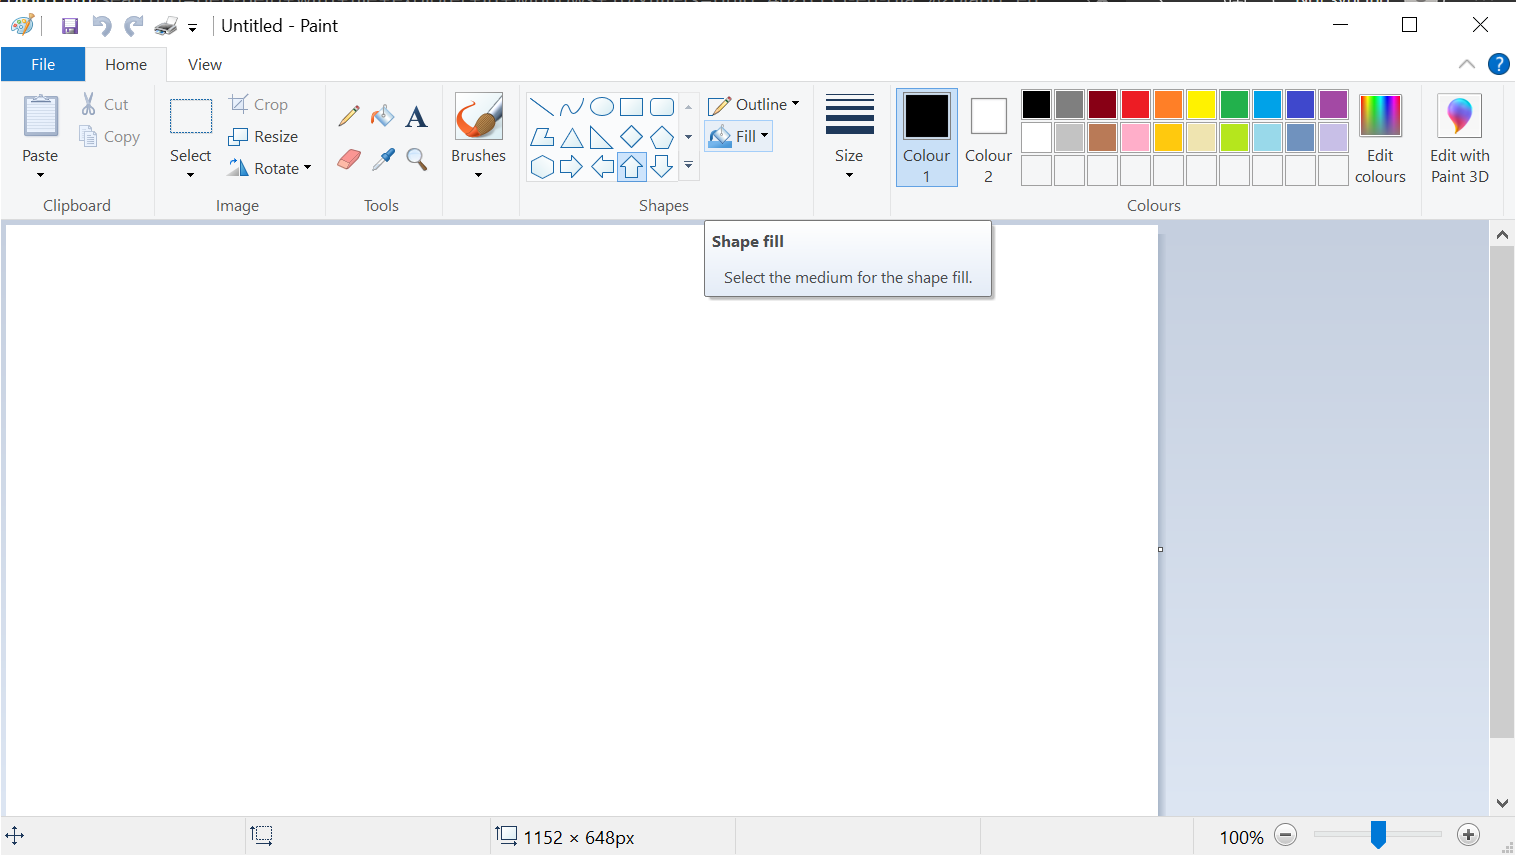 Untitled - Paint
File
Home
View
Paste
Cut
Copy
Clipboard
Select
Crop
Resize
Rotate
Image
A
Tools
Brushes
Outline
Fill
Shapes
Size
Colour 1
Colour 2
Edit colours
Colours
Edit with Paint 3D
?
Shape fill
Select the medium for the shape fill.
1152 × 648px
100%